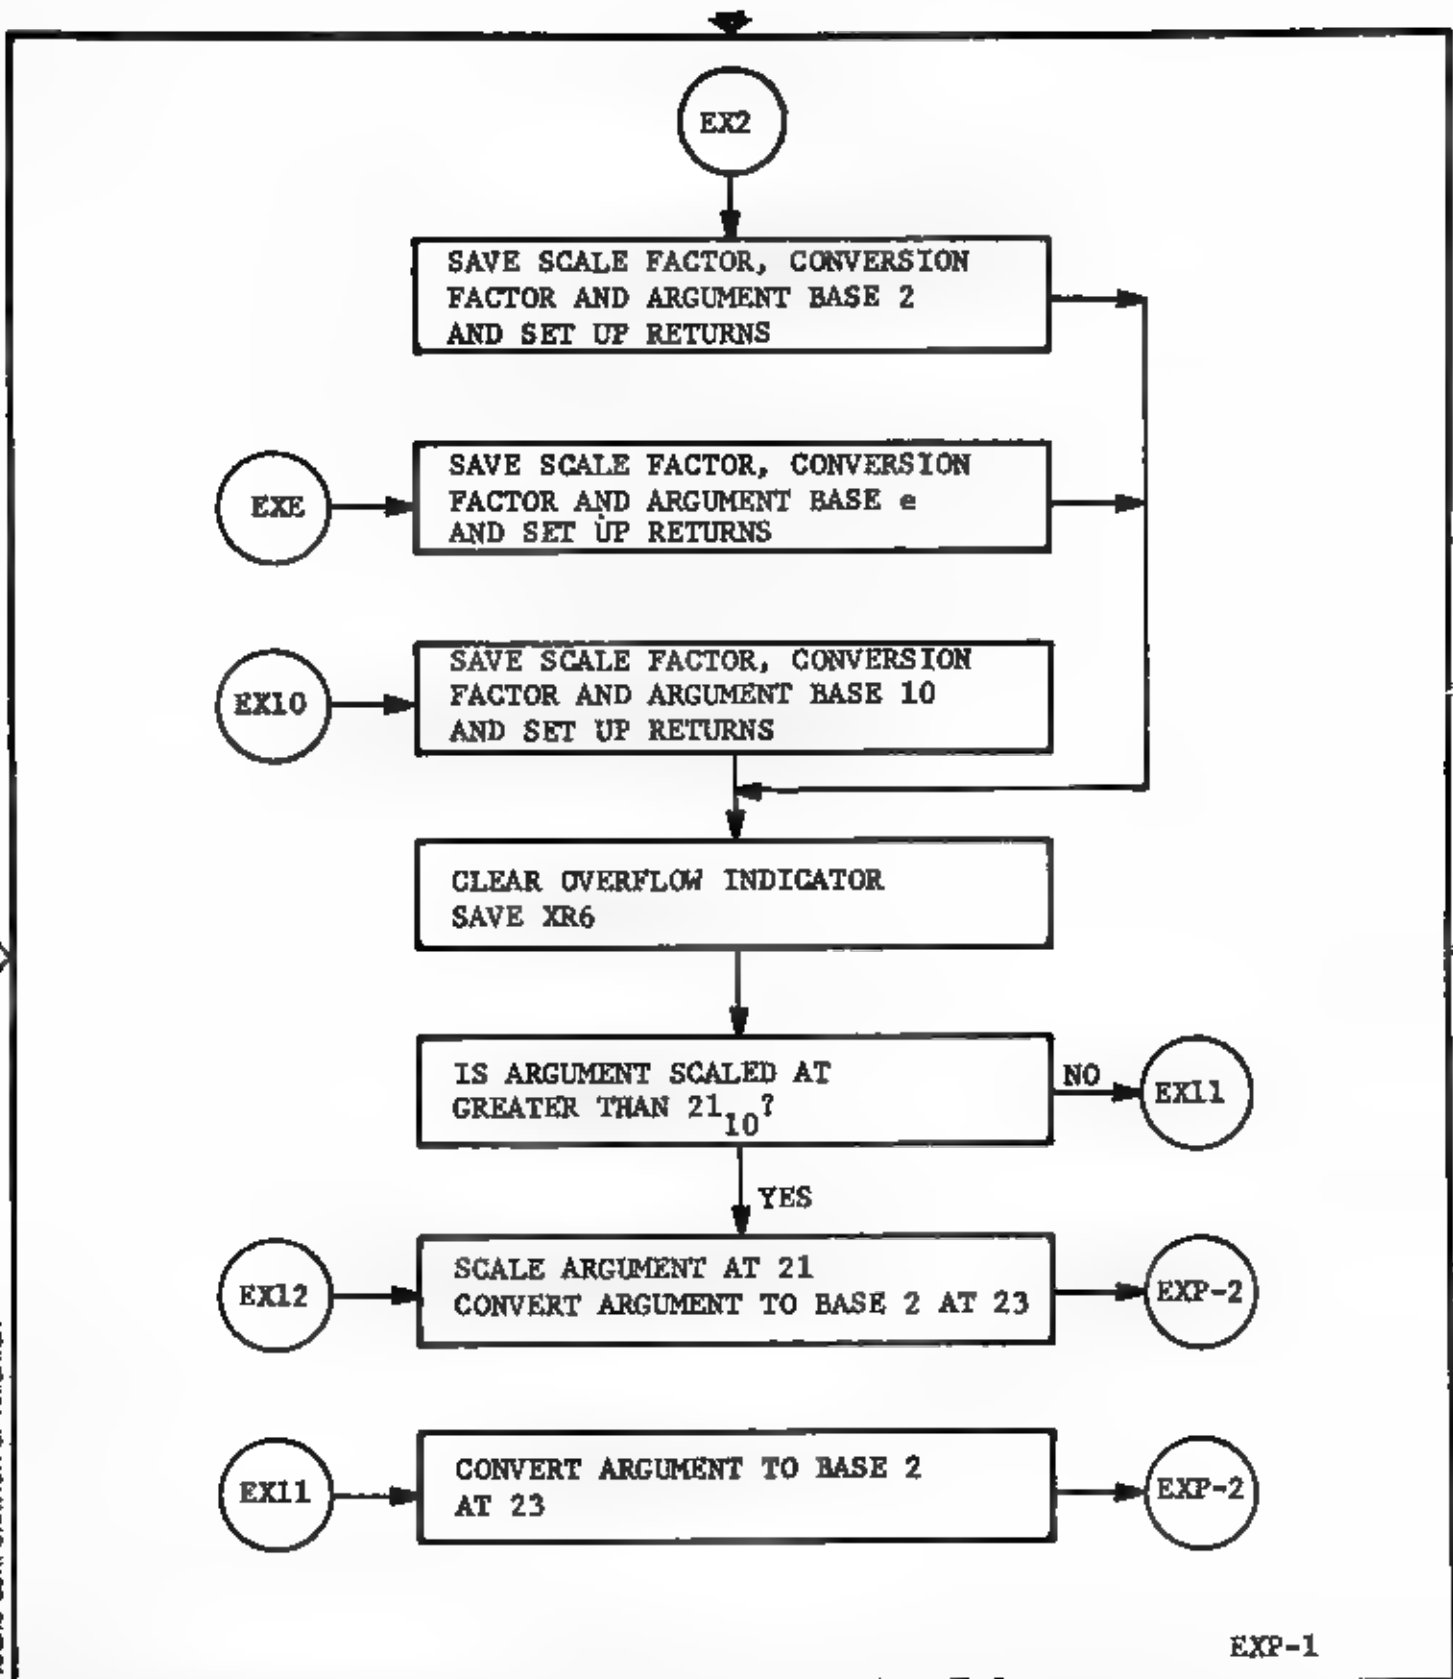 EX2
SAVE SCALE FACTOR, CONVERSION
FACTOR AND ARGUMENT BASE 2
AND SET UP RETURNS
EXE
SAVE SCALE FACTOR, CONVERSION
FACTOR AND ARGUMENT BASE e
AND SET UP RETURNS
EX10
SAVE SCALE FACTOR, CONVERSION
FACTOR AND ARGUMENT BASE 10
AND SET UP RETURNS
CLEAR OVERFLOW INDICATOR
SAVE XR6
IS ARGUMENT SCALED AT
GREATER THAN 21₁₀?
NO
EX11
YES
EX12
SCALE ARGUMENT AT 21
CONVERT ARGUMENT TO BASE 2 AT 23
EXP-2
EX11
CONVERT ARGUMENT TO BASE 2
AT 23
EXP-2
EXP-1